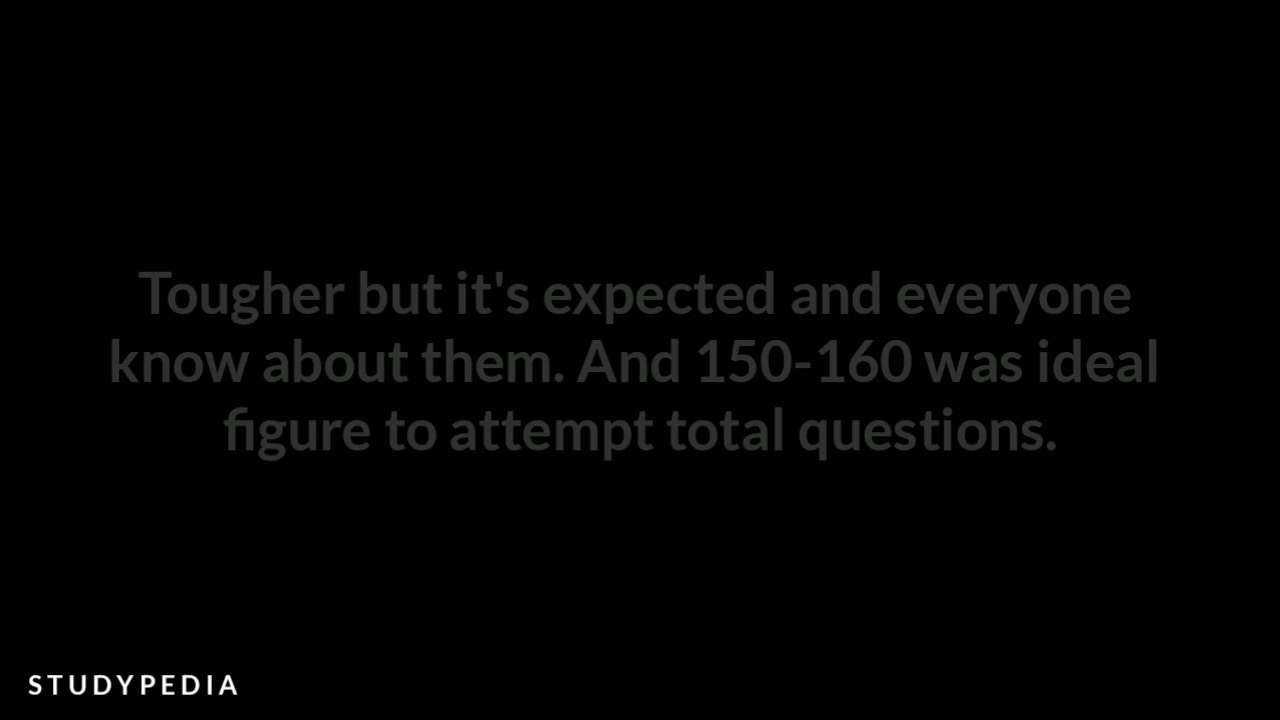 Tougher but it's expected and everyone
know about them. And 150-160 was ideal
figure to attempt total questions.
STUDYPEDIA